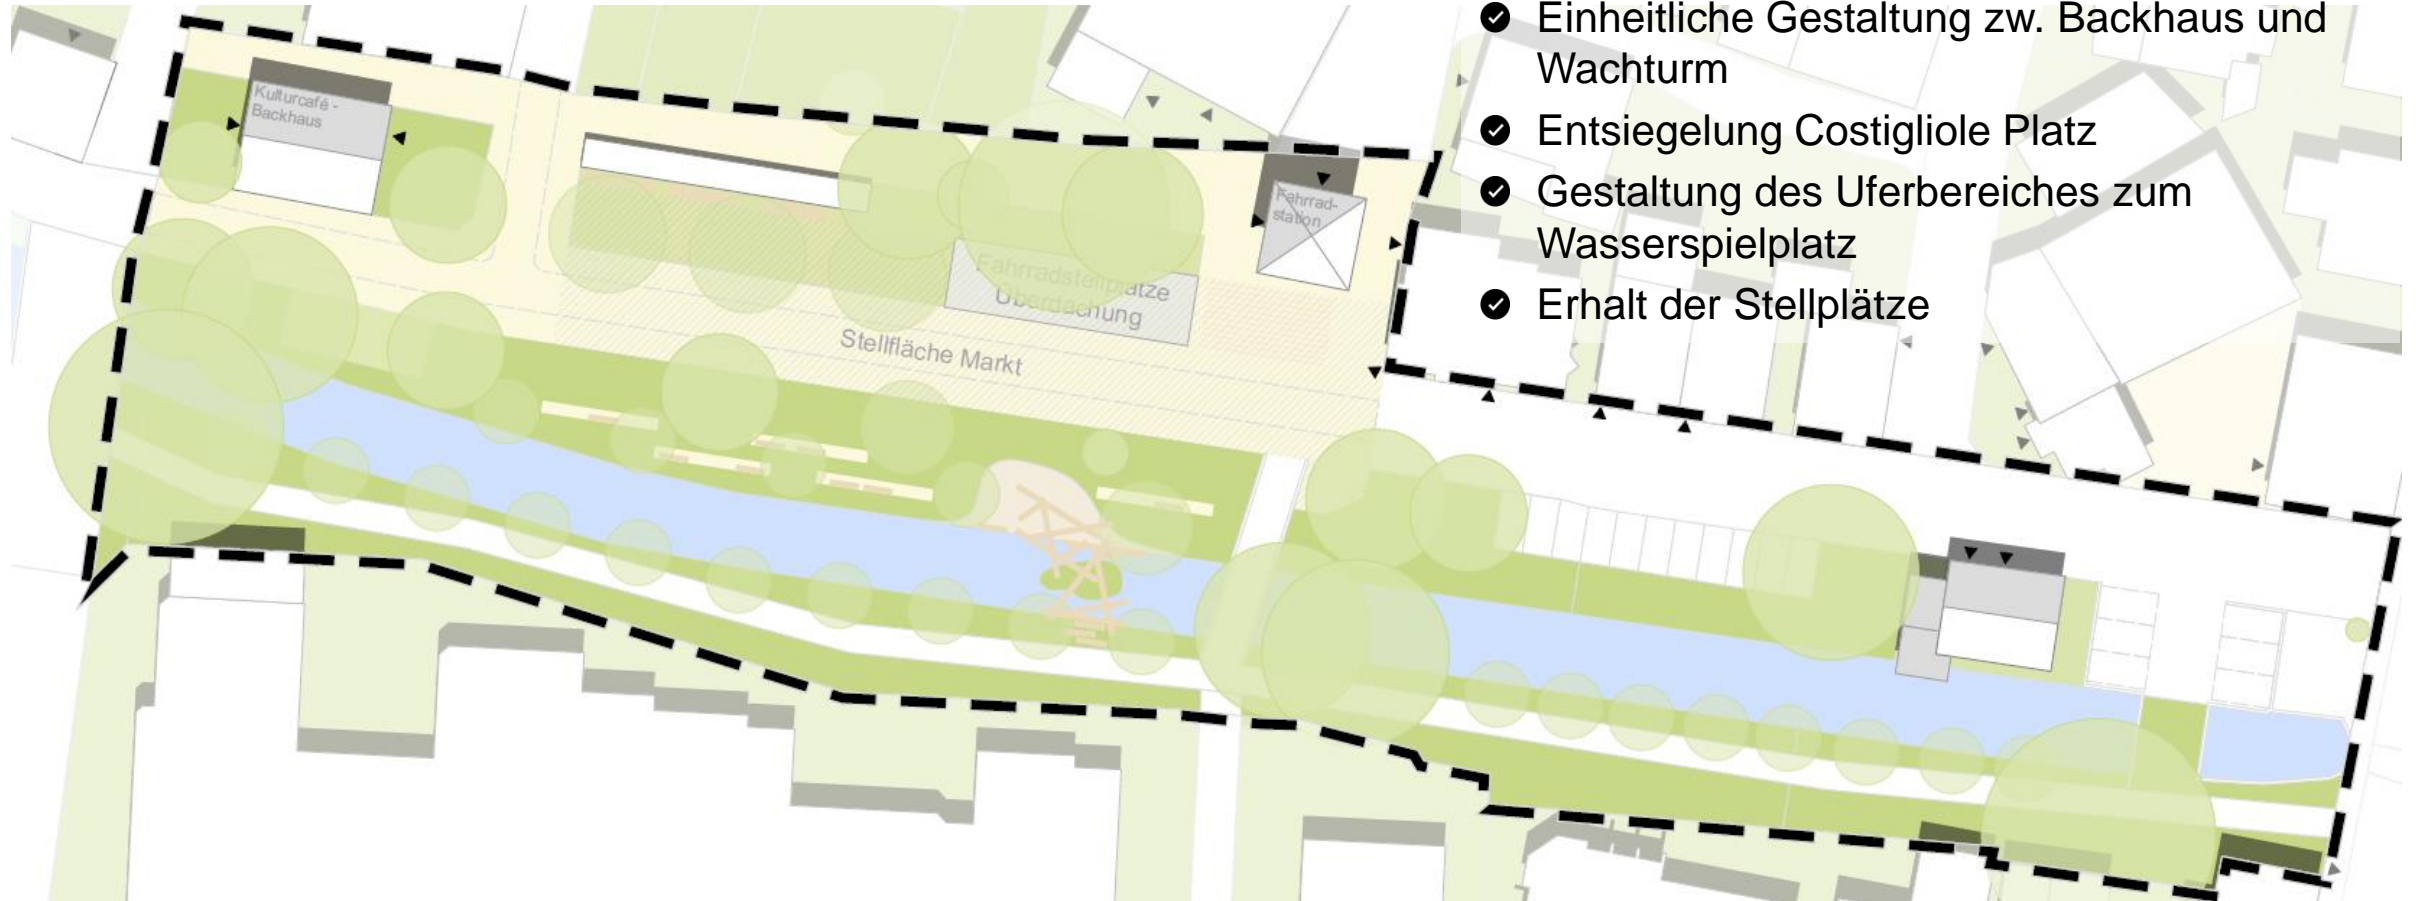 Einheitliche Gestaltung zw. Backhaus und
Wachturm
Entsiegelung Costigliole Platz
Gestaltung des Uferbereiches zum
Wasserspielplatz
Erhalt der Stellplätze
Kulturcafé -
Backhaus
Fahrrad-
station
Fahrradstellplätze
Überdachung
Stellfläche Markt